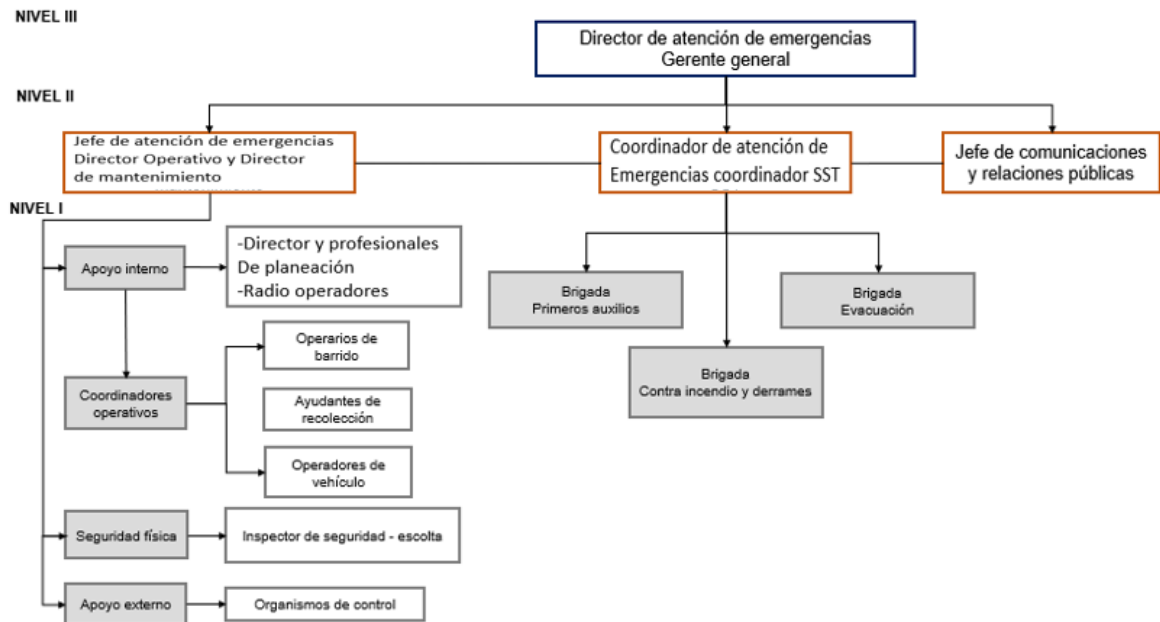 NIVEL III
Director de atención de emergencias
Gerente general
NIVEL II
Jefe de atención de emergencias
Director Operativo y Director
de mantenimiento
Coordinador de atención de
Emergencias coordinador SST
Jefe de comunicaciones
y relaciones públicas
NIVEL I
Apoyo interno
-Director y profesionales
De planeación
-Radio operadores
Brigada
Primeros auxilios
Brigada
Evacuación
Brigada
Contra incendio y derrames
Coordinadores
operativos
Operarios de
barrido
Ayudantes de
recolección
Operadores de
vehículo
Seguridad física
Inspector de seguridad - escolta
Apoyo externo
Organismos de control